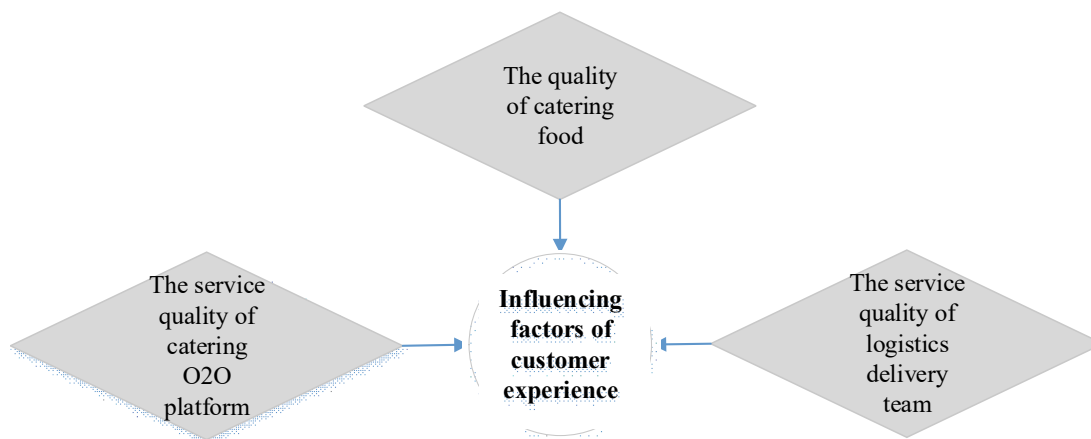 The quality
of catering
food
The service
quality of
catering
O2O
platform
Influencing
factors of
customer
experience
The service
quality of
logistics
delivery
team